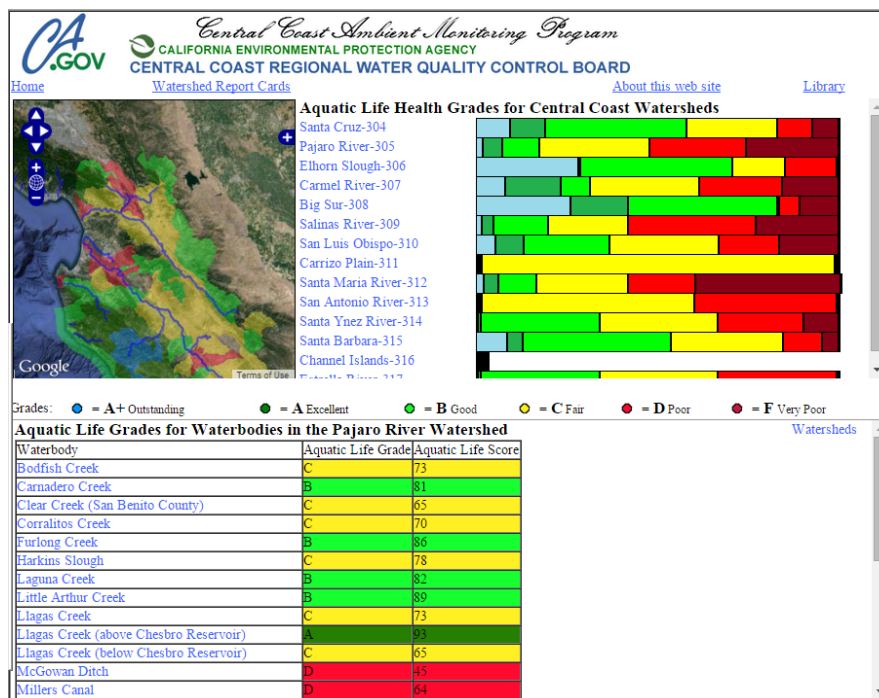 CA.GOV
Central Coast Ambient Monitoring Program
CALIFORNIA ENVIRONMENTAL PROTECTION AGENCY
CENTRAL COAST REGIONAL WATER QUALITY CONTROL BOARD
Home Watershed Report Cards About this web site Library
Aquatic Life Health Grades for Central Coast Watersheds
Santa Cruz-304
Pajaro River-305
Elhorn Slough-306
Carmel River-307
Big Sur-308
Salinas River-309
San Luis Obispo-310
Carrizo Plain-311
Santa Maria River-312
San Antonio River-313
Santa Ynez River-314
Santa Barbara-315
Channel Islands-316
Estrella River-317
Google Terms of Use
Grades: = A+ Outstanding = A Excellent = B Good = C Fair = D Poor = F Very Poor
Aquatic Life Grades for Waterbodies in the Pajaro River Watershed Watersheds
Waterbody Aquatic Life Grade Aquatic Life Score
Bodfish Creek C 73
Carnadero Creek B 81
Clear Creek (San Benito County) C 65
Corralitos Creek C 70
Furlong Creek B 86
Harkins Slough C 78
Laguna Creek B 82
Little Arthur Creek B 89
Llagas Creek C 73
Llagas Creek (above Chesbro Reservoir) A 93
Llagas Creek (below Chesbro Reservoir) C 65
McGowan Ditch D 45
Millers Canal D 64